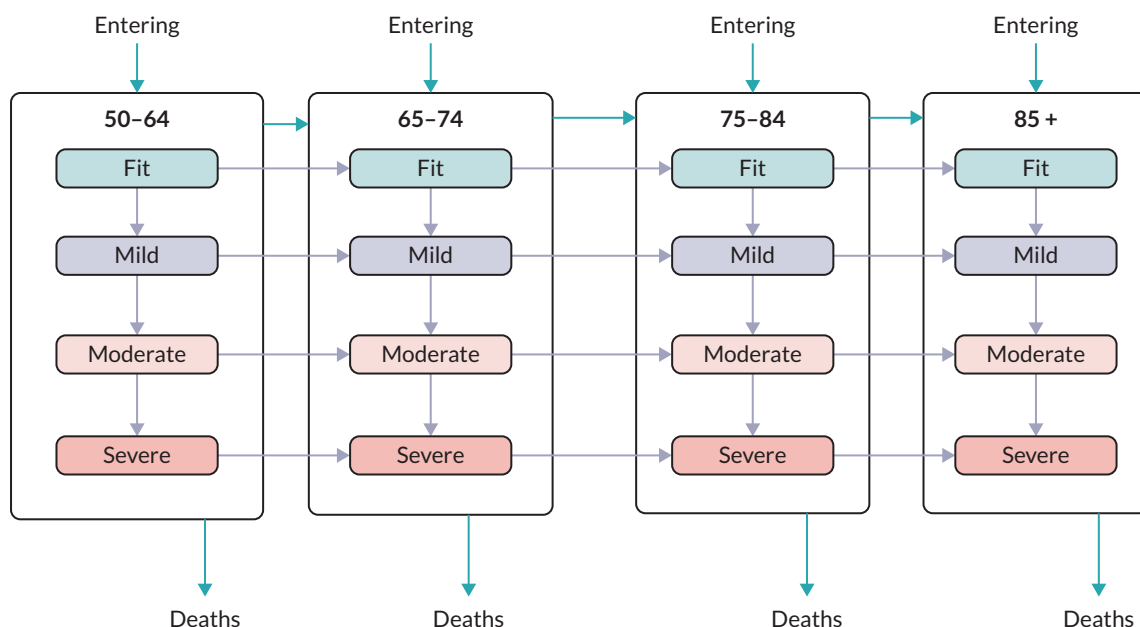 Entering Entering Entering Entering
50–64 65–74 75–84 85 +
Fit Fit Fit Fit
Mild Mild Mild Mild
Moderate Moderate Moderate Moderate
Severe Severe Severe Severe
Deaths Deaths Deaths Deaths